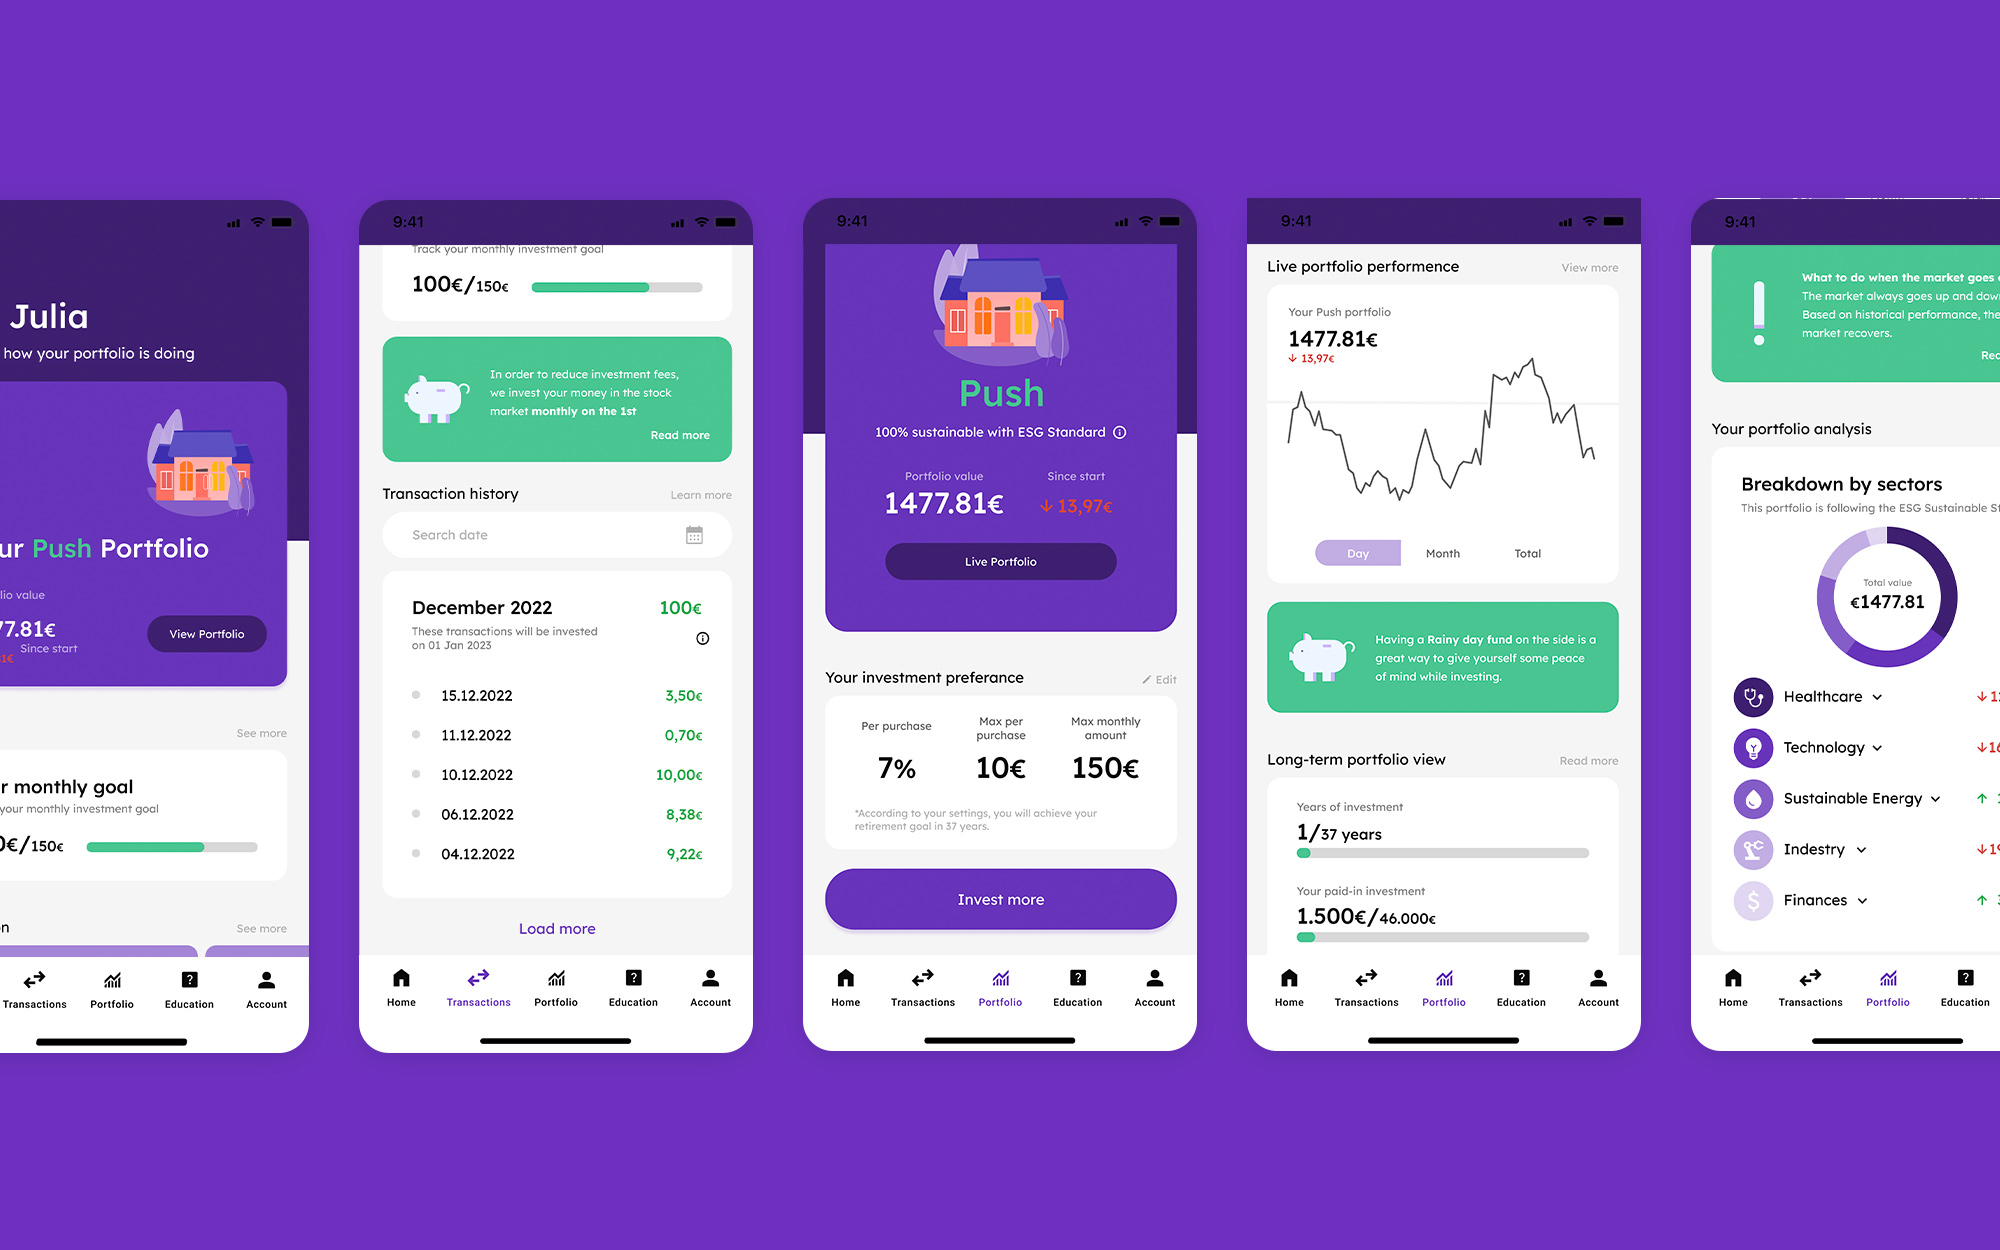 Julia
how your portfolio is doing
Push Portfolio
value
77.81€
Since start
View Portfolio
See more
monthly goal
your monthly investment goal
€/150€
See more
Transactions
Portfolio
Education
Account
9:41
Track your monthly investment goal
100€/150€
In order to reduce investment fees,
we invest your money in the stock
market monthly on the 1st
Read more
Transaction history
Learn more
Search date
December 2022
100€
These transactions will be invested
on 01 Jan 2023
15.12.2022
3,50€
11.12.2022
0,70€
10.12.2022
10,00€
06.12.2022
8,38€
04.12.2022
9,22€
Load more
Home
Transactions
Portfolio
Education
Account
9:41
Push
100% sustainable with ESG Standard
Portfolio value
Since start
1477.81€
13,97€
Live Portfolio
Your investment preferance
Edit
Per purchase
Max per
purchase
Max monthly
amount
7%
10€
150€
*According to your settings, you will achieve your
retirement goal in 37 years.
Invest more
Home
Transactions
Portfolio
Education
Account
9:41
Live portfolio performence
View more
Your Push portfolio
1477.81€
13,97€
Day
Month
Total
Having a Rainy day fund on the side is a
great way to give yourself some peace
of mind while investing.
Long-term portfolio view
Read more
Years of investment
1/37 years
Your paid-in investment
1.500€/46.000€
Home
Transactions
Portfolio
Education
Account
9:41
What to do when the market goes
The market always goes up and
Based on historical performance, the
market recovers.
Your portfolio analysis
Breakdown by sectors
This portfolio is following the ESG Sustainable
Total value
€1477.81
Healthcare
Technology
Sustainable Energy
Indestry
Finances
Home
Transactions
Portfolio
Education